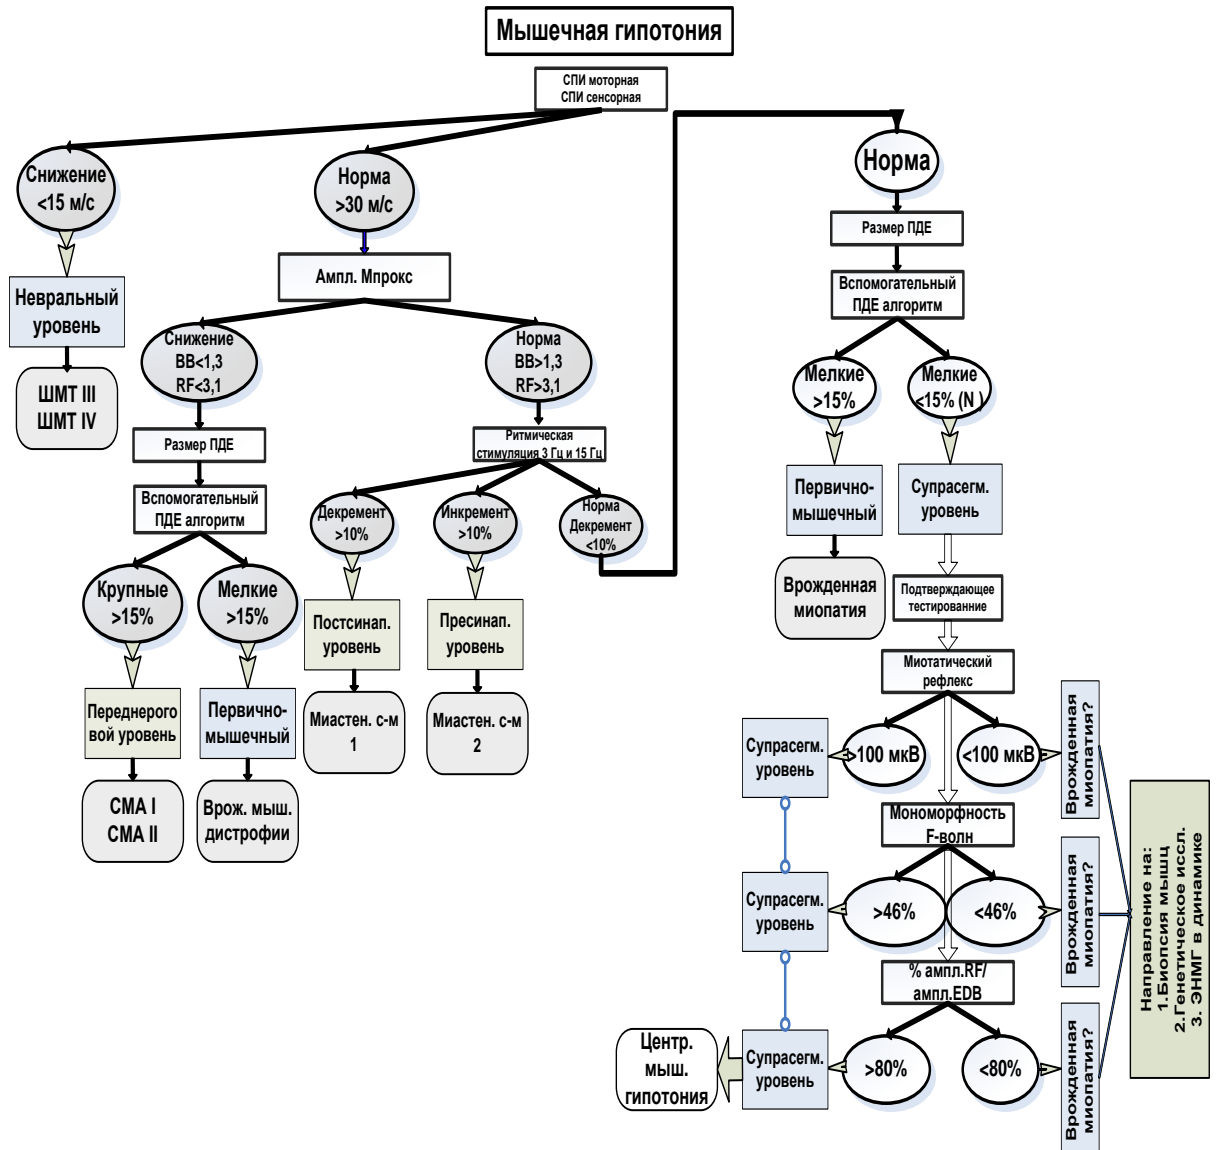 Мышечная гипотония
СПИ моторная
СПИ сенсорная
Снижение
<15 м/с
Норма
>30 м/с
Норма
Размер ПДЕ
Вспомогательный
ПДЕ алгоритм
Ампл. Мпрокс
Невральный
уровень
ШМТ III
ШМТ IV
Снижение
BB<1,3
RF<3,1
Норма
BB>1,3
RF>3,1
Мелкие
>15%
Мелкие
<15% (N )
Размер ПДЕ
Ритмическая
стимуляция 3 Гц и 15 Гц
Вспомогательный
ПДЕ алгоритм
Декремент
>10%
Инкремент
>10%
Норма
Декремент
<10%
Первично-
мышечный
Супрасегм.
уровень
Крупные
>15%
Мелкие
>15%
Постсинап.
уровень
Пресинап.
уровень
Врожденная
миопатия
Подтверждающее
тестирование
Переднерого
вой уровень
Первично-
мышечный
Миастен. с-м
1
Миастен. с-м
2
СМА I
СМА II
Врож. мыш.
дистрофии
Миотатический
рефлекс
Супрасегм.
уровень
>100 мкВ
<100 мкВ
Врожденная
миопатия?
Мономорфность
F-волн
Супрасегм.
уровень
>46%
<46%
Врожденная
миопатия?
% ампл.RF/
ампл.EDB
Центр.
мыш.
гипотония
Супрасегм.
уровень
>80%
<80%
Врожденная
миопатия?
Направление на:
1.Биопсия мышц
2.Генетическое иссл.
3. ЭНМГ в динамике